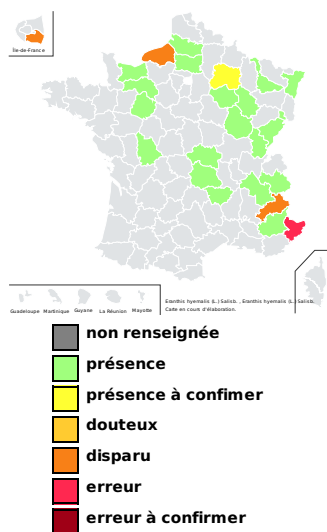 Île-de-France
Guadeloupe Martinique Guyane La Réunion Mayotte
Eranthis hyemalis (L.) Salisb. , Eranthis hyemalis (L.) Salisb.
Carte en cours d'élaboration.
non renseignée
présence
présence à confimer
douteux
disparu
erreur
erreur à confirmer